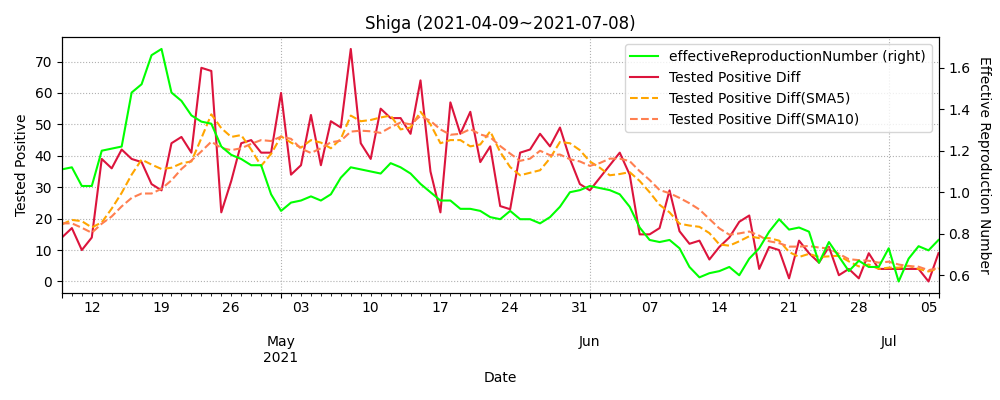 Shiga (2021-04-09~2021-07-08)
effectiveReproductionNumber (right)
Tested Positive Diff
Tested Positive Diff(SMA5)
Tested Positive Diff(SMA10)
Tested Positive
70
60
50
40
30
20
10
0
1.6
1.4
1.2
1.0
0.8
0.6
Effective Reproduction Number
12 19 26 03 10 17 24 31 07 14 21 28 05
May Jun Jul
2021
Date